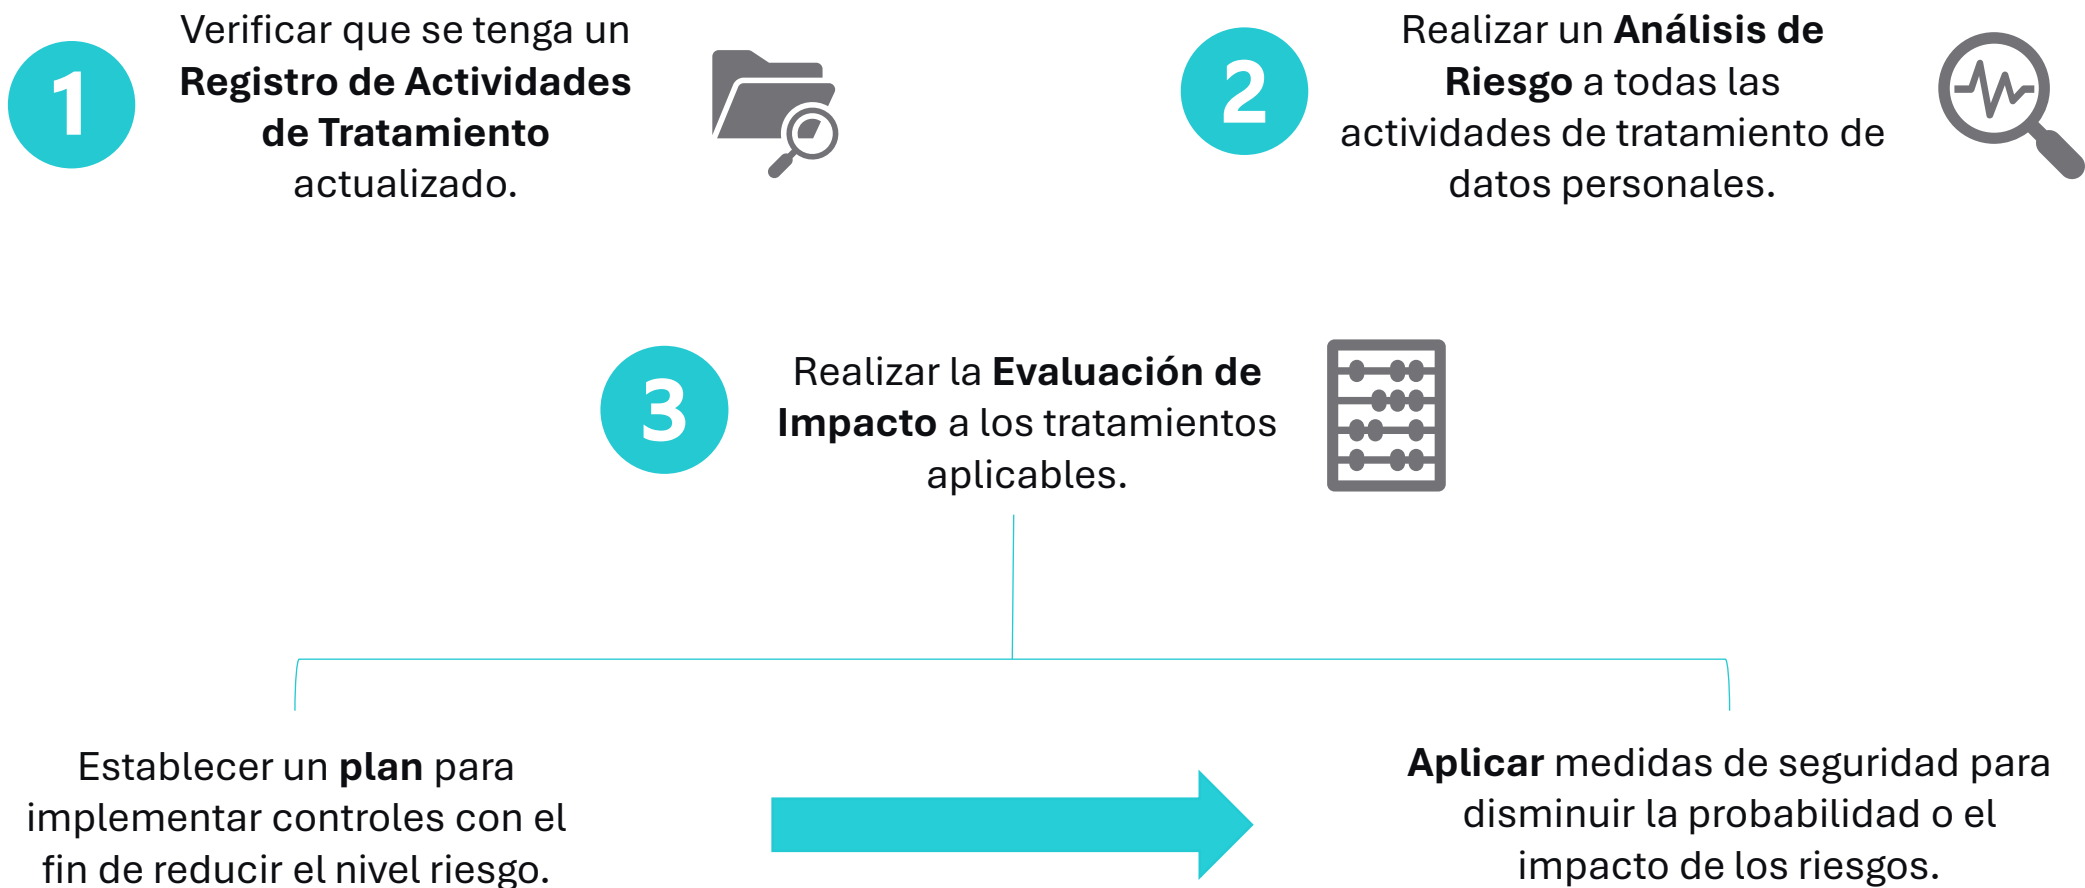 1
Verificar que se tenga un
Registro de Actividades
de Tratamiento
actualizado.
2
Realizar un Análisis de
Riesgo a todas las
actividades de tratamiento de
datos personales.
3
Realizar la Evaluación de
Impacto a los tratamientos
aplicables.
Establecer un plan para
implementar controles con el
fin de reducir el nivel riesgo.
Aplicar medidas de seguridad para
disminuir la probabilidad o el
impacto de los riesgos.